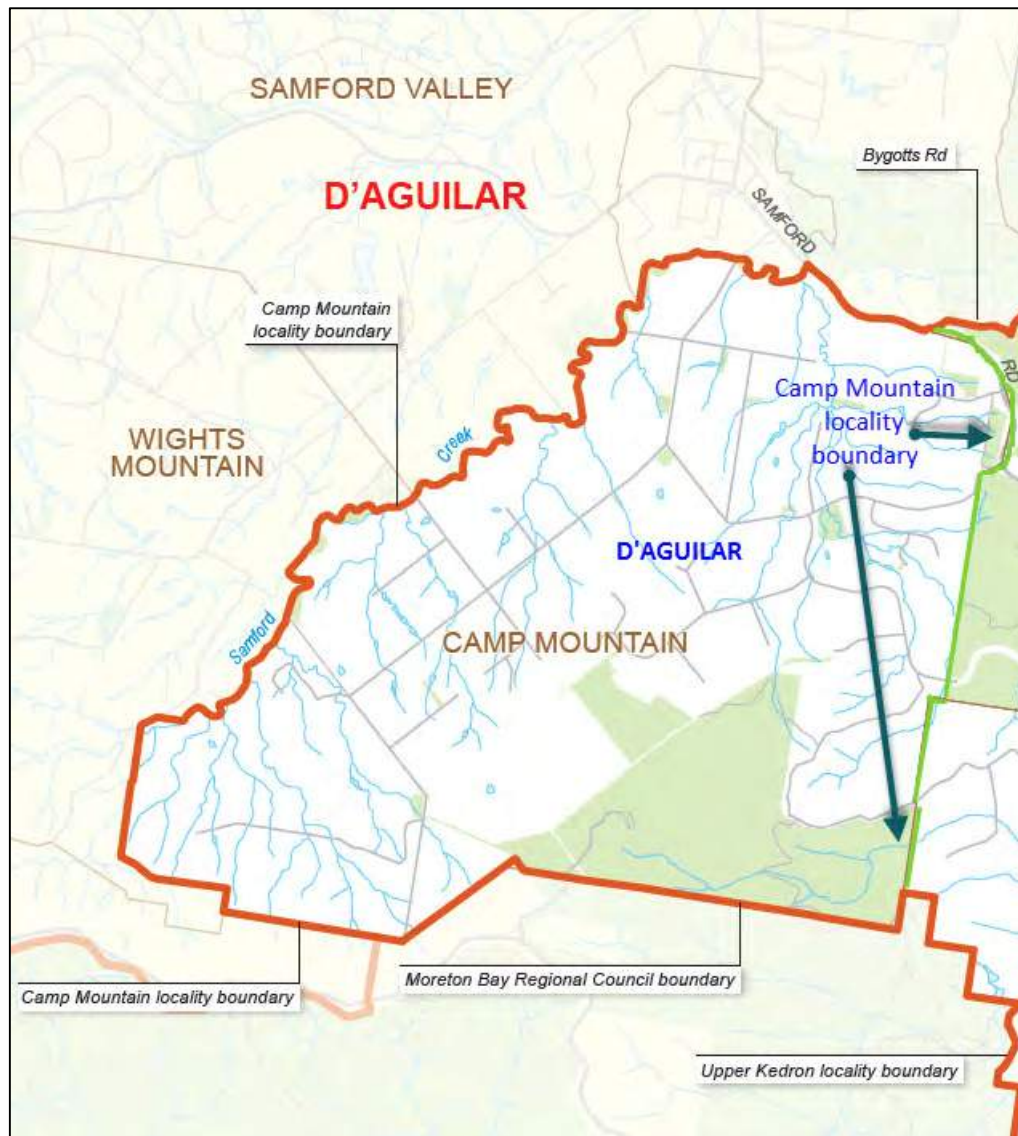 SAMFORD VALLEY
Bygotts Rd
D'AGUILAR
SAMFORD
Camp Mountain
locality boundary
RD
Camp Mountain
locality
boundary
WIGHTS
MOUNTAIN
Creek
D'AGUILAR
Samford
CAMP MOUNTAIN
Moreton Bay Regional Council boundary
Camp Mountain locality boundary
Upper Kedron locality boundary